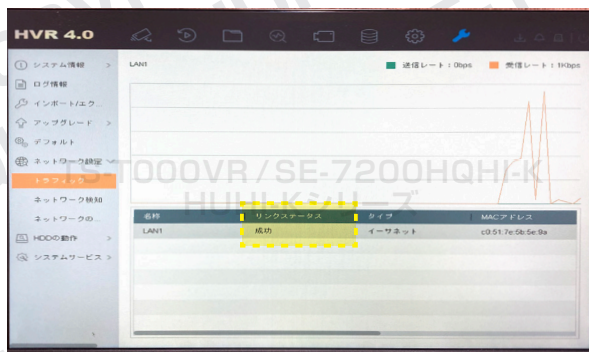 HVR 4.0
システム情報 >
ログ情報
インポート/エク...
アップグレード >
デフォルト
ネットワーク設定
トラフィック
ネットワーク検知
ネットワークの...
HDDの動作 >
システムサービス >
LAN1
送信レート：0bps
受信レート：1Kbps
TS-T000VR / SE-7200HQHI-K
HUHI-Kシリーズ
名称 リンクステータス タイプ MACアドレス
LAN1 成功 イーサネット c0:51:7e:5b:5e:9a